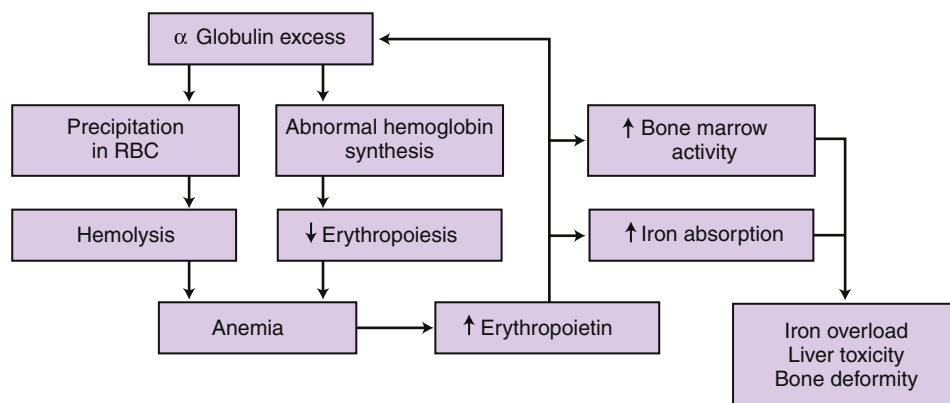 α Globulin excess
Precipitation
in RBC
Abnormal hemoglobin
synthesis
↑ Bone marrow
activity
Hemolysis
↓ Erythropoiesis
↑ Iron absorption
Anemia
↑ Erythropoietin
Iron overload
Liver toxicity
Bone deformity